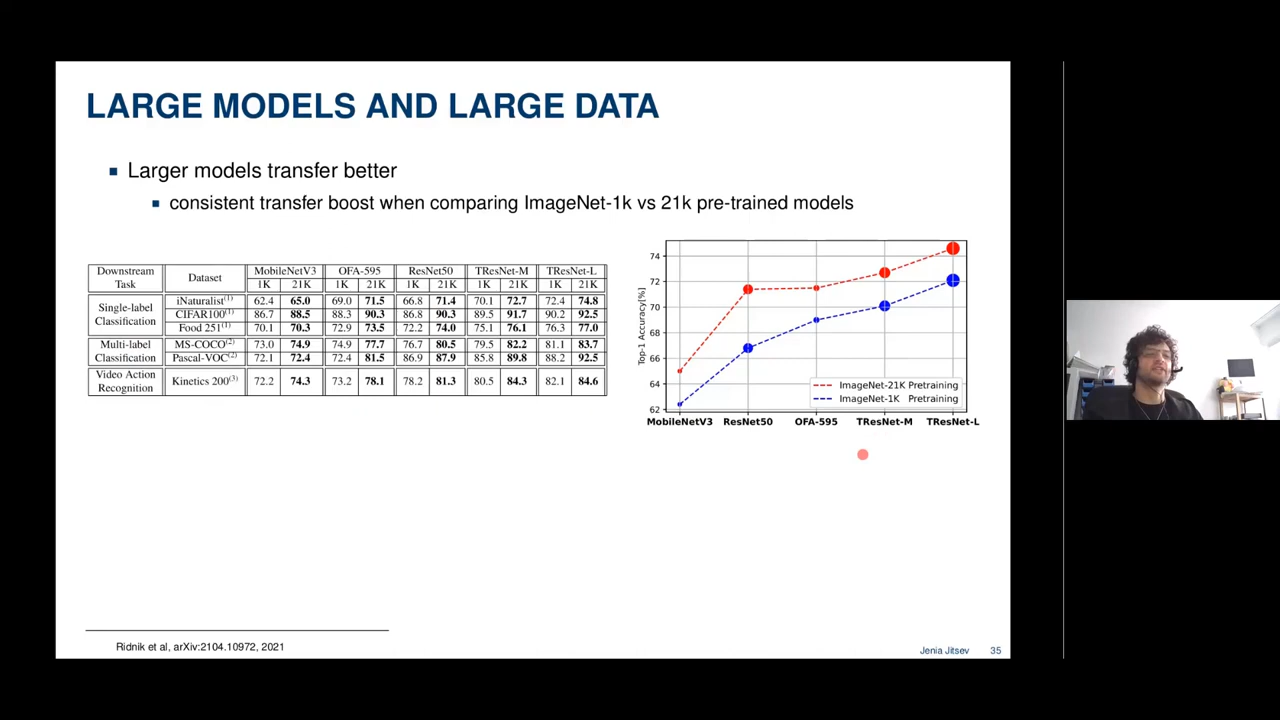 LARGE MODELS AND LARGE DATA
Larger models transfer better
consistent transfer boost when comparing ImageNet-1k vs 21k pre-trained models
Downstream Task Dataset MobileNetV3 OFA-595 ResNet50 TResNet-M TResNet-L
1K 21K 1K 21K 1K 21K 1K 21K 1K 21K
Single-label Classification
iNaturalist(1) 62.4 65.0 69.0 71.5 66.8 71.4 70.1 72.7 72.4 74.8
CIFAR100(1) 86.7 88.5 88.3 90.3 86.8 90.3 89.5 91.7 90.2 92.5
Food 251(1) 70.1 70.3 72.9 73.5 72.2 74.0 75.1 76.1 76.3 77.0
Multi-label Classification
MS-COCO(2) 73.0 74.9 74.9 77.7 76.7 80.5 79.5 82.2 81.1 83.7
Pascal-VOC(2) 72.1 72.4 72.4 81.5 86.9 87.9 85.8 89.8 88.2 92.5
Video Action Recognition
Kinetics 200(3) 72.2 74.3 73.2 78.1 78.2 81.3 80.5 84.3 82.1 84.6
Top-1 Accuracy[%]
74
72
70
68
66
64
62
ImageNet-21K Pretraining
ImageNet-1K Pretraining
MobileNetV3 ResNet50 OFA-595 TResNet-M TResNet-L
Ridnik et al, arXiv:2104.10972, 2021
Jenia Jitsev 35